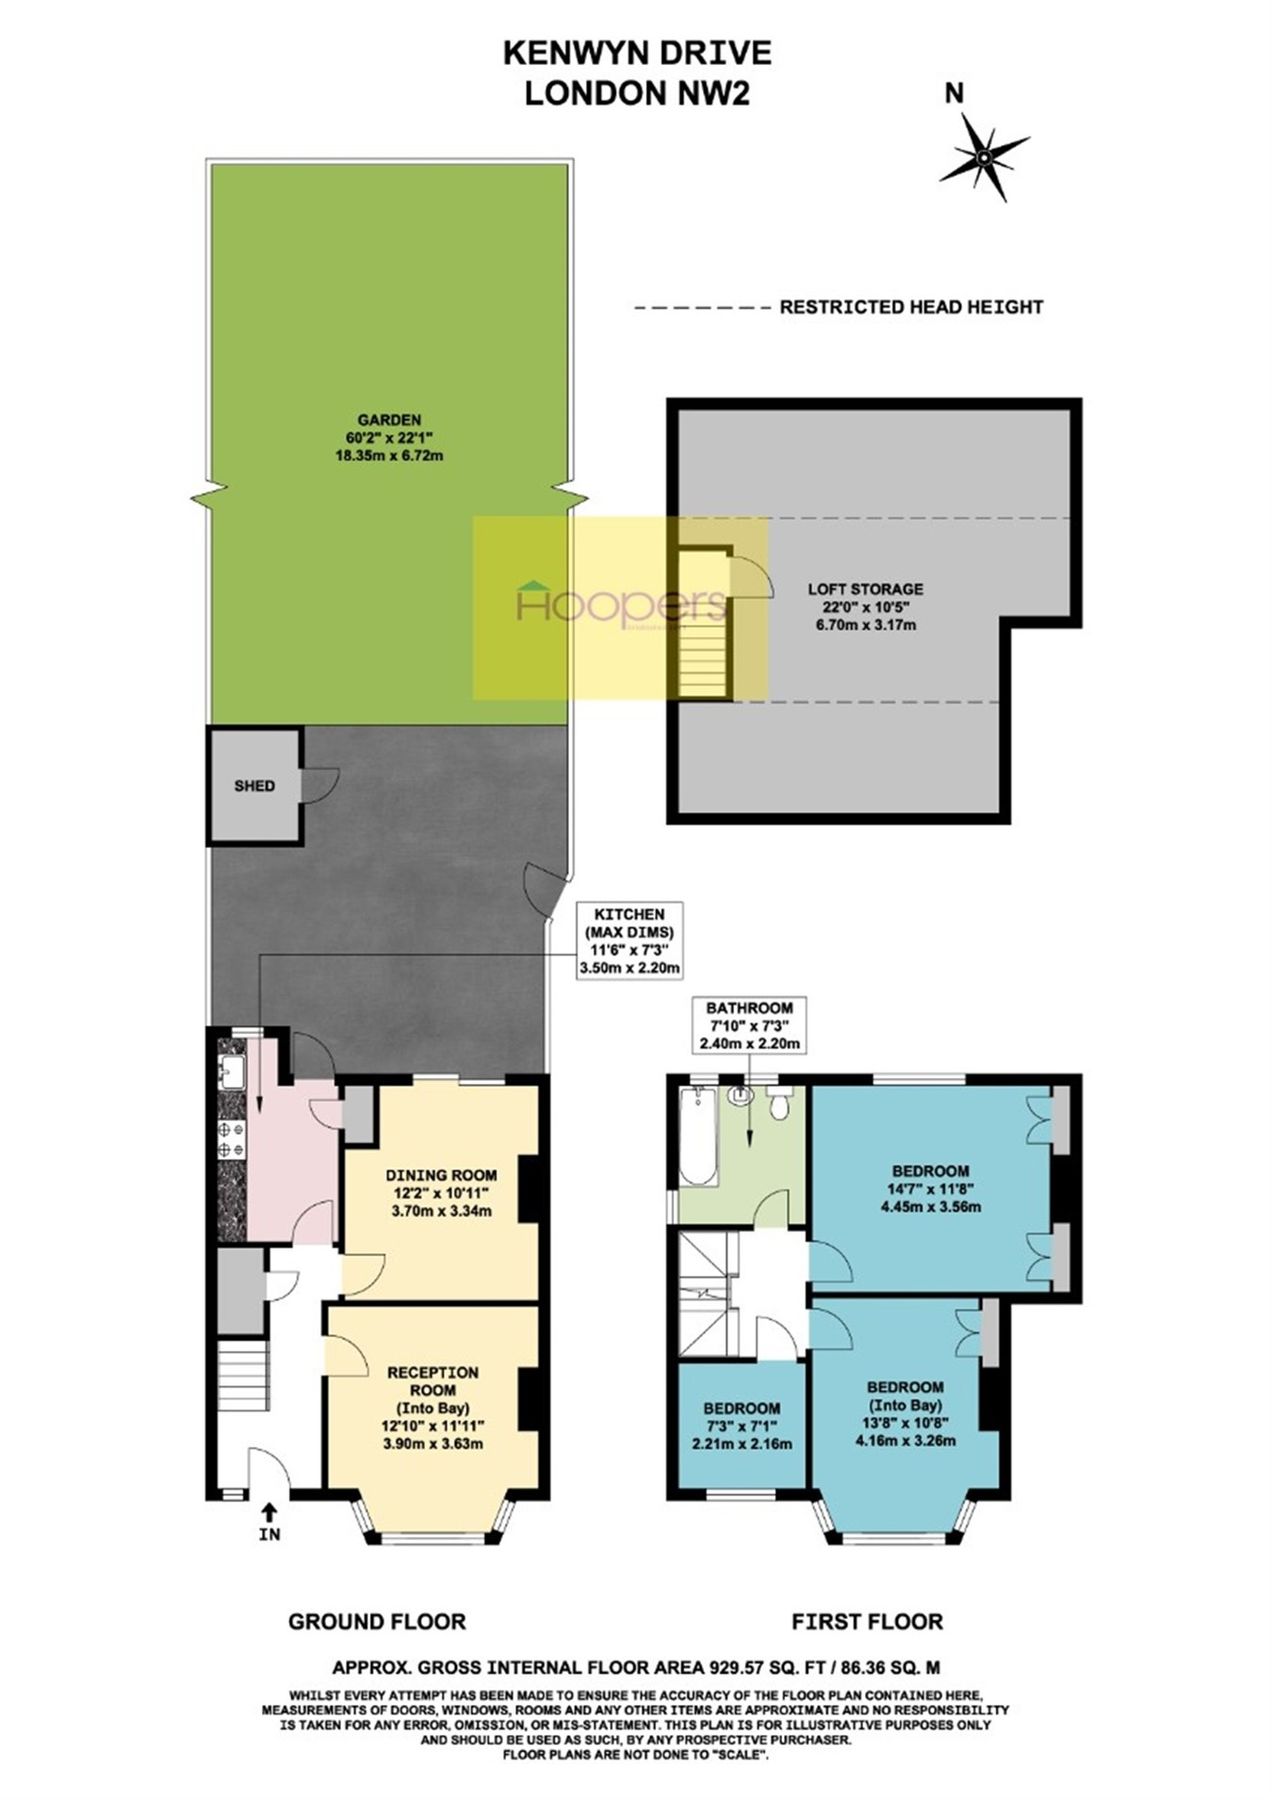 KENWYN DRIVE
LONDON NW2
N
RESTRICTED HEAD HEIGHT
GARDEN
60'2" x 22'1"
18.35m x 6.72m
Hoopers
LOFT STORAGE
22'0" x 10'5"
6.70m x 3.17m
SHED
KITCHEN
(MAX DIMS)
11'6" x 7'3"
3.50m x 2.20m
BATHROOM
7'10" x 7'3"
2.40m x 2.20m
DINING ROOM
12'2" x 10'11"
3.70m x 3.34m
BEDROOM
14'7" x 11'8"
4.45m x 3.56m
RECEPTION
ROOM
(Into Bay)
12'10" x 11'11"
3.90m x 3.63m
BEDROOM
7'3" x 7'1"
2.21m x 2.16m
BEDROOM
(Into Bay)
13'8" x 10'8"
4.16m x 3.26m
IN
GROUND FLOOR
FIRST FLOOR
APPROX. GROSS INTERNAL FLOOR AREA 929.57 SQ. FT / 86.36 SQ. M
WHILST EVERY ATTEMPT HAS BEEN MADE TO ENSURE THE ACCURACY OF THE FLOOR PLAN CONTAINED HERE,
MEASUREMENTS OF DOORS, WINDOWS, ROOMS AND ANY OTHER ITEMS ARE APPROXIMATE AND NO RESPONSIBILITY
IS TAKEN FOR ANY ERROR, OMISSION, OR MIS-STATEMENT. THIS PLAN IS FOR ILLUSTRATIVE PURPOSES ONLY
AND SHOULD BE USED AS SUCH, BY ANY PROSPECTIVE PURCHASER.
FLOOR PLANS ARE NOT DONE TO "SCALE".